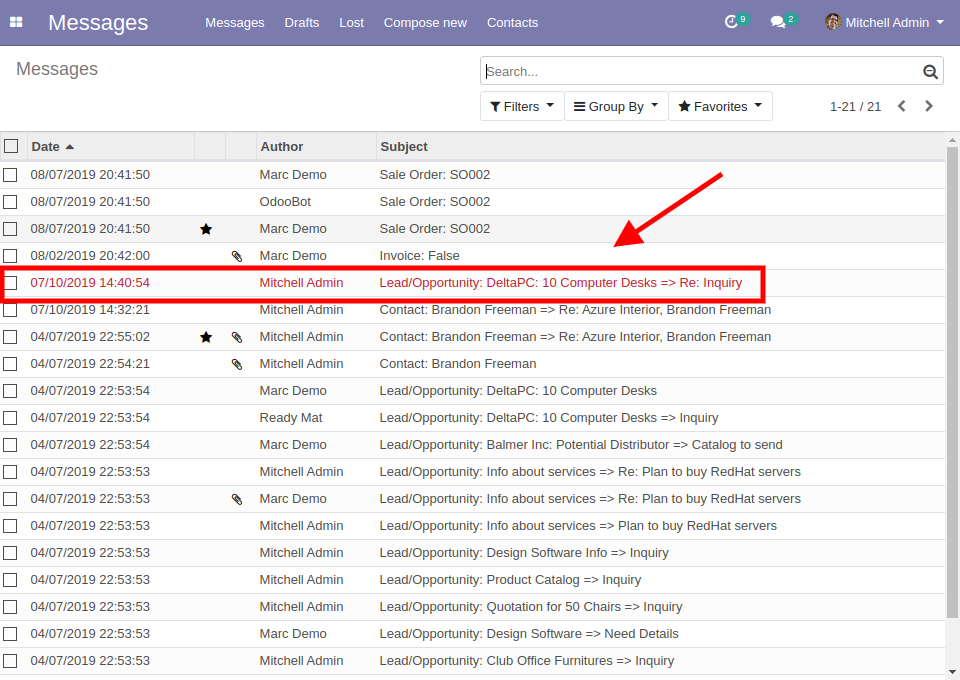 Messages Messages Drafts Lost Compose new Contacts 9 2 Mitchell Admin
Messages
Search...
Filters Group By Favorites 1-21 / 21
Date Author Subject
08/07/2019 20:41:50 Marc Demo Sale Order: SO002
08/07/2019 20:41:50 OdooBot Sale Order: SO002
08/07/2019 20:41:50 Marc Demo Sale Order: SO002
08/02/2019 20:42:00 Marc Demo Invoice: False
07/10/2019 14:40:54 Mitchell Admin Lead/Opportunity: DeltaPC: 10 Computer Desks => Re: Inquiry
07/10/2019 14:32:21 Mitchell Admin Contact: Brandon Freeman => Re: Azure Interior, Brandon Freeman
04/07/2019 22:55:02 Mitchell Admin Contact: Brandon Freeman => Re: Azure Interior, Brandon Freeman
04/07/2019 22:54:21 Mitchell Admin Contact: Brandon Freeman
04/07/2019 22:53:54 Marc Demo Lead/Opportunity: DeltaPC: 10 Computer Desks
04/07/2019 22:53:54 Ready Mat Lead/Opportunity: DeltaPC: 10 Computer Desks => Inquiry
04/07/2019 22:53:54 Marc Demo Lead/Opportunity: Balmer Inc: Potential Distributor => Catalog to send
04/07/2019 22:53:53 Mitchell Admin Lead/Opportunity: Info about services => Re: Plan to buy RedHat servers
04/07/2019 22:53:53 Marc Demo Lead/Opportunity: Info about services => Re: Plan to buy RedHat servers
04/07/2019 22:53:53 Mitchell Admin Lead/Opportunity: Info about services => Plan to buy RedHat servers
04/07/2019 22:53:53 Mitchell Admin Lead/Opportunity: Design Software Info => Inquiry
04/07/2019 22:53:53 Mitchell Admin Lead/Opportunity: Product Catalog => Inquiry
04/07/2019 22:53:53 Mitchell Admin Lead/Opportunity: Quotation for 50 Chairs => Inquiry
04/07/2019 22:53:53 Marc Demo Lead/Opportunity: Design Software => Need Details
04/07/2019 22:53:53 Mitchell Admin Lead/Opportunity: Club Office Furnitures => Inquiry